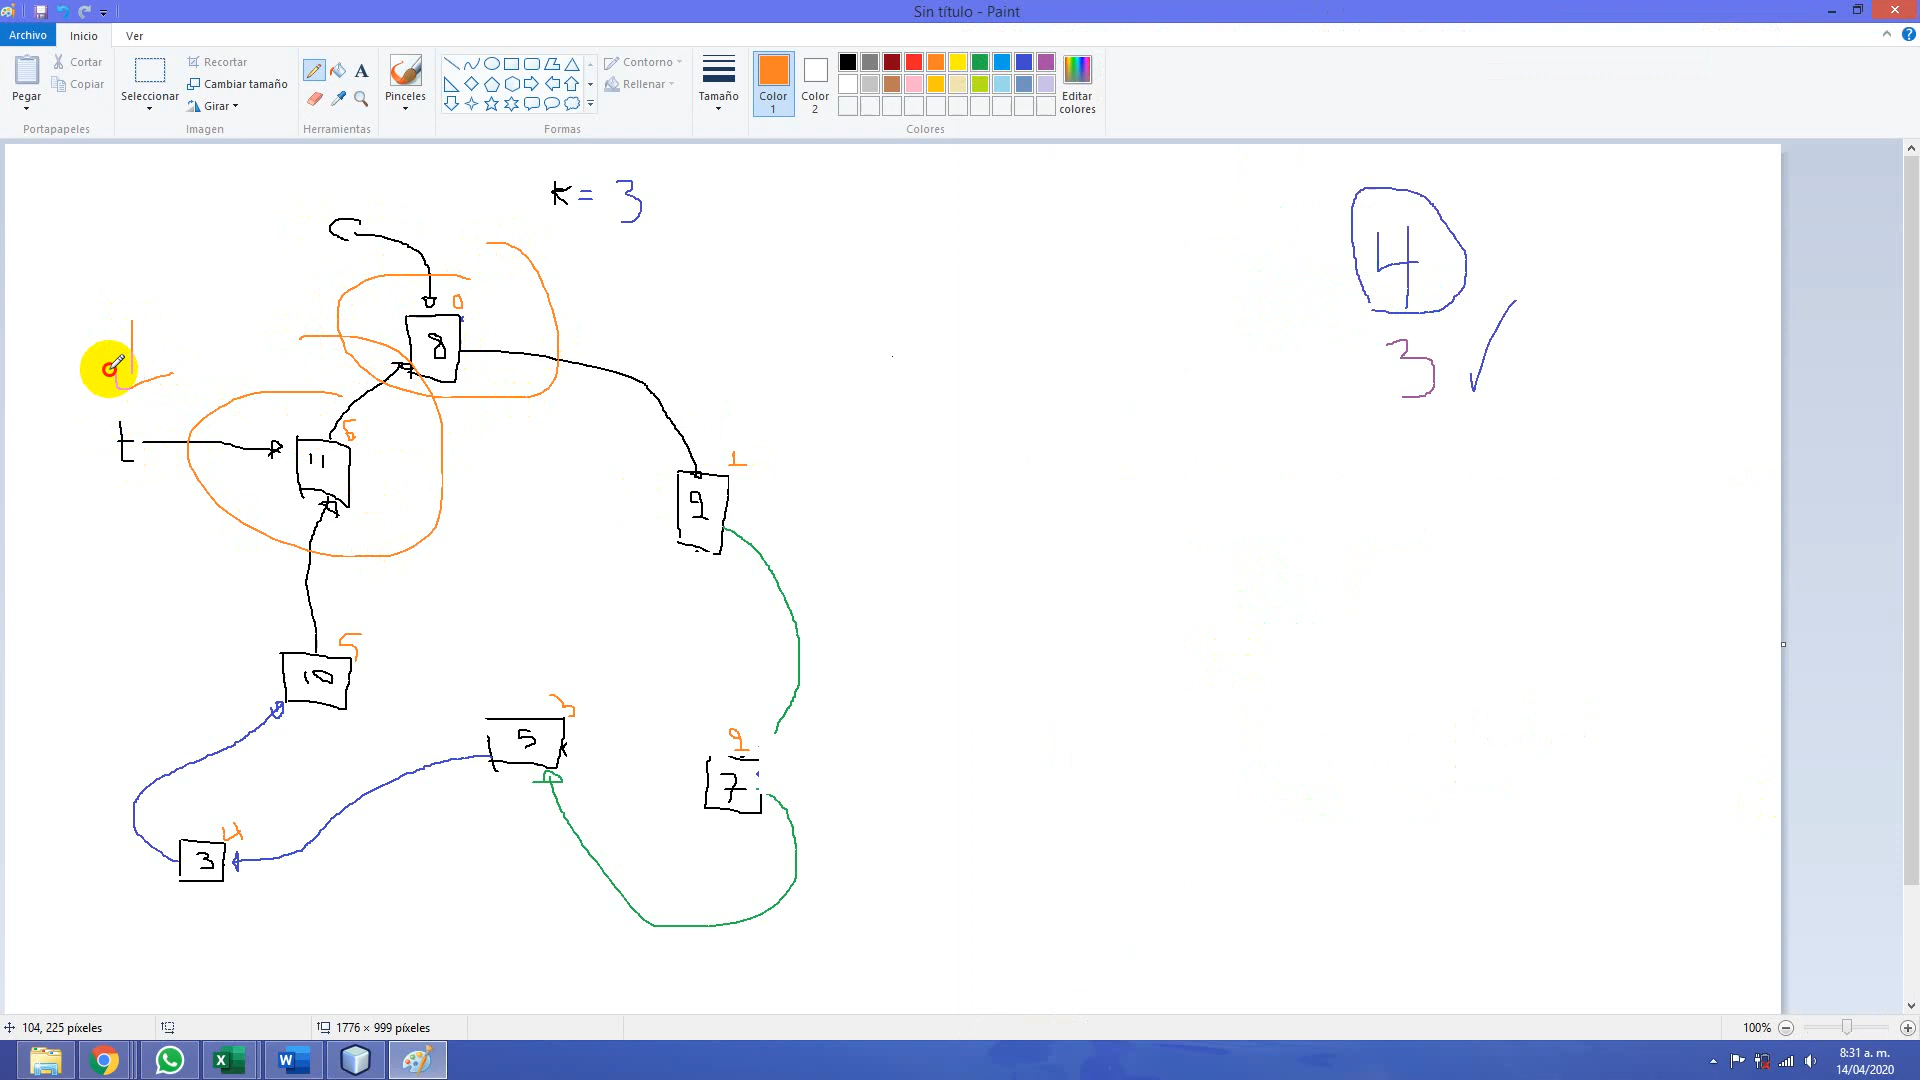 Sin título - Paint
Archivo
Inicio
Ver
Pegar
Cortar
Copiar
Portapapeles
Seleccionar
Recortar
Cambiar tamaño
Girar
Imagen
A
Herramientas
Pinceles
Contorno
Rellenar
Formas
Tamaño
Color
1
Color
2
Editar
colores
Colores
K = 3
4
3
0
8
t
6
11
1
9
5
10
3
5
7
4
3
104, 225 píxeles
1776 × 999 píxeles
100%
8:31 a. m.
14/04/2020